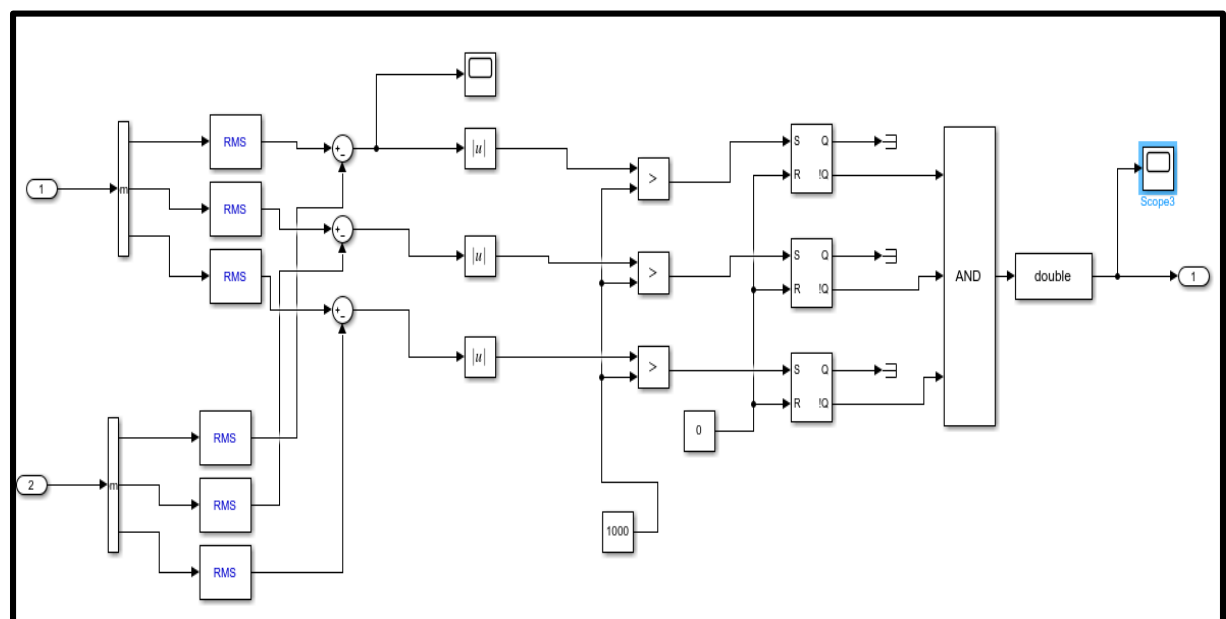 RMS
+
-
|u|
>
S
Q
R
!Q
1
m
RMS
+
-
RMS
|u|
>
S
Q
R
!Q
AND
double
Scope3
1
+
-
|u|
>
S
Q
R
!Q
0
RMS
2
m
RMS
1000
RMS